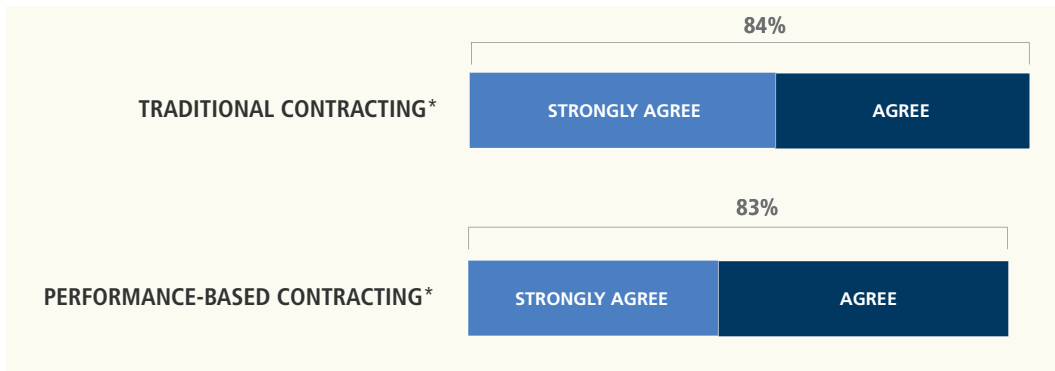 84%
TRADITIONAL CONTRACTING*
STRONGLY AGREE
AGREE
83%
PERFORMANCE-BASED CONTRACTING*
STRONGLY AGREE
AGREE